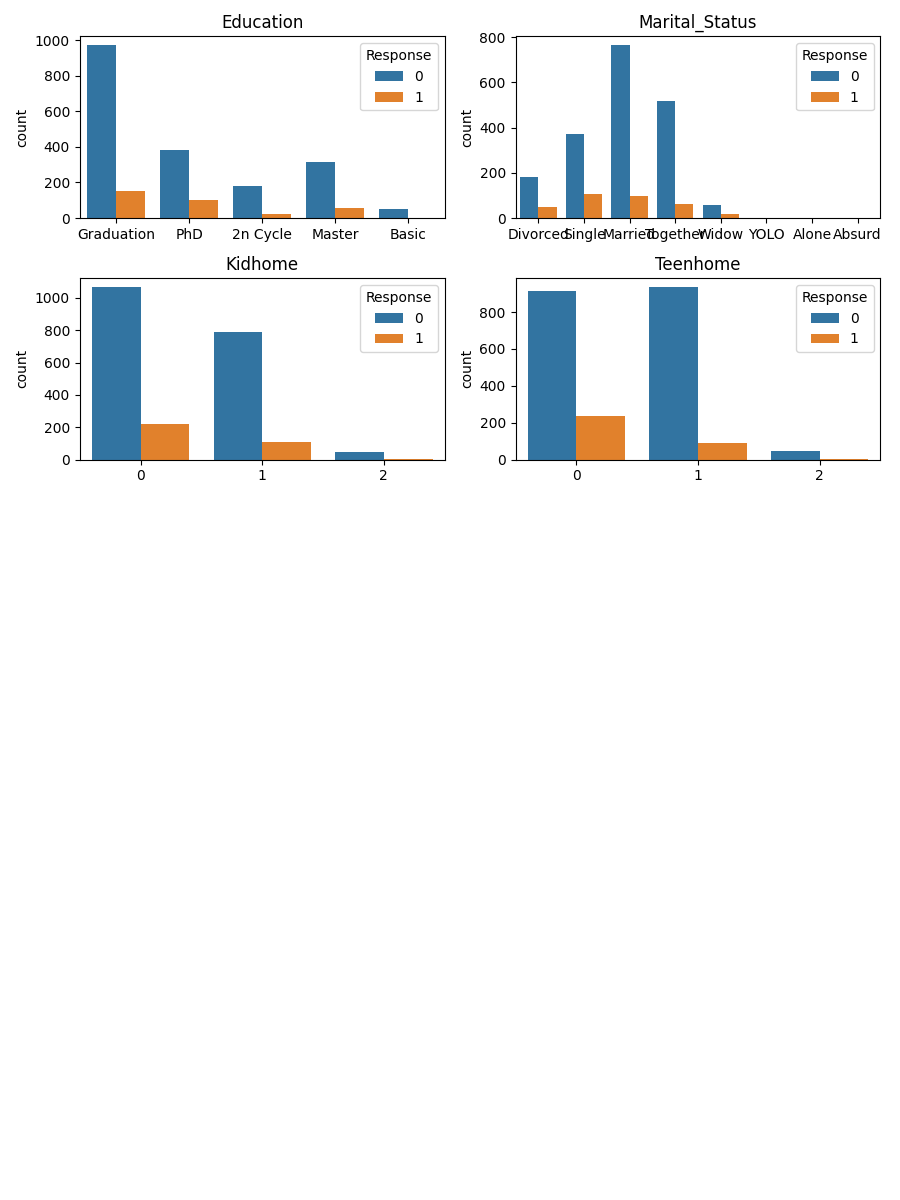 Education
count
1000
800
600
400
200
0
Response
0
1
Graduation PhD 2n Cycle Master Basic
Marital_Status
count
800
600
400
200
0
Response
0
1
Divorced Single Married Together Widow YOLO Alone Absurd
Kidhome
count
1000
800
600
400
200
0
Response
0
1
0 1 2
Teenhome
count
800
600
400
200
0
Response
0
1
0 1 2